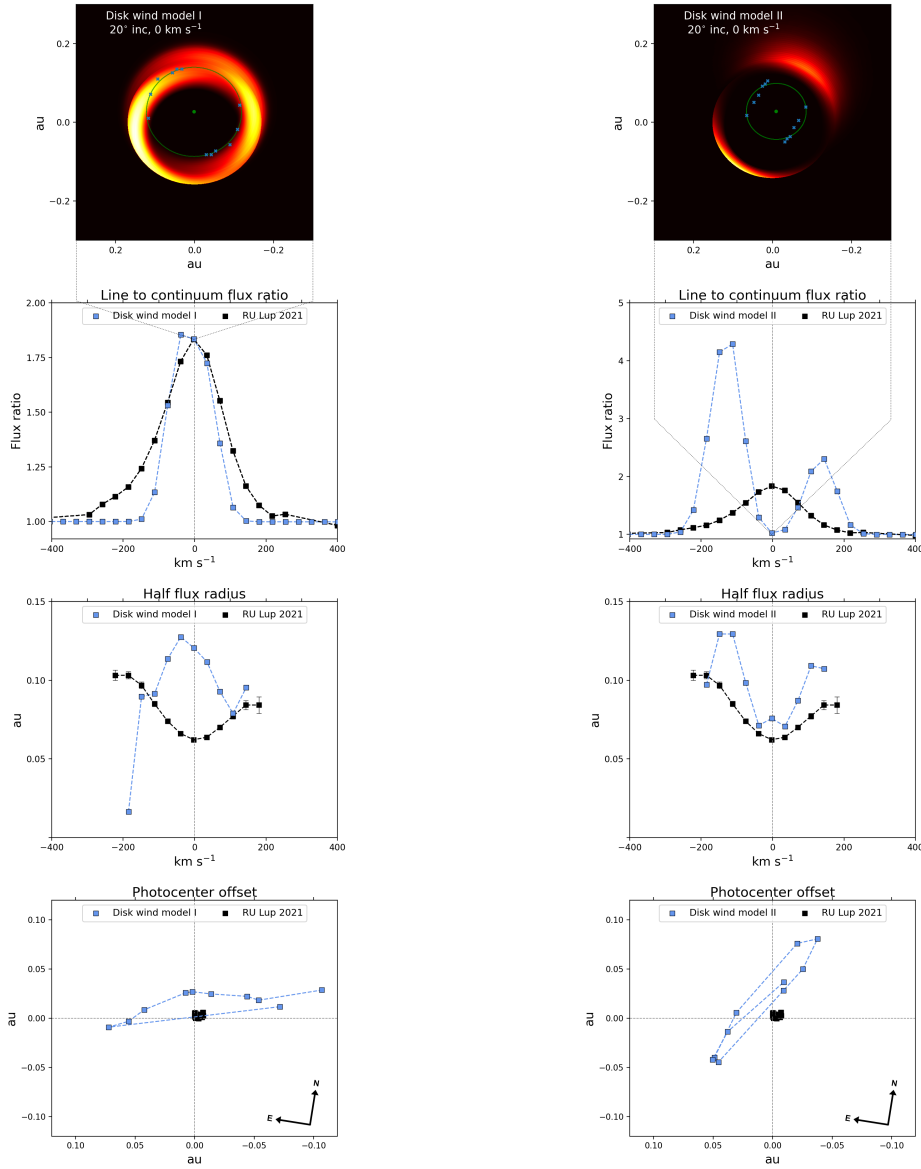 Disk wind model I
20° inc, 0 km s⁻¹
0.2
0.0
−0.2
au
0.2
0.0
−0.2
au
Disk wind model II
20° inc, 0 km s⁻¹
0.2
0.0
−0.2
au
0.2
0.0
−0.2
au
Line to continuum flux ratio
Disk wind model I
RU Lup 2021
2.00
1.75
1.50
1.25
1.00
Flux ratio
−400
−200
0
200
400
km s⁻¹
Line to continuum flux ratio
Disk wind model II
RU Lup 2021
5
4
3
2
1
Flux ratio
−400
−200
0
200
400
km s⁻¹
Half flux radius
Disk wind model I
RU Lup 2021
0.15
0.10
0.05
au
−400
−200
0
200
400
km s⁻¹
Half flux radius
Disk wind model II
RU Lup 2021
0.15
0.10
0.05
au
−400
−200
0
200
400
km s⁻¹
Photocenter offset
Disk wind model I
RU Lup 2021
0.10
0.05
0.00
−0.05
−0.10
au
N
E
0.10
0.05
0.00
−0.05
−0.10
au
Photocenter offset
Disk wind model II
RU Lup 2021
0.10
0.05
0.00
−0.05
−0.10
au
N
E
0.10
0.05
0.00
−0.05
−0.10
au